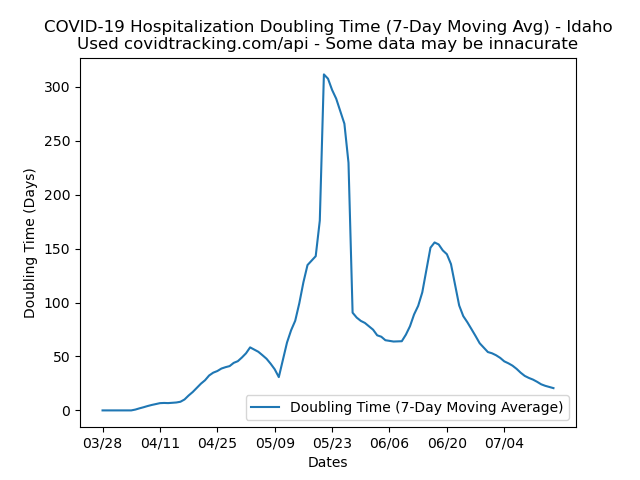 COVID-19 Hospitalization Doubling Time (7-Day Moving Avg) - Idaho
Used covidtracking.com/api - Some data may be innacurate
Doubling Time (Days)
300
250
200
150
100
50
0
Doubling Time (7-Day Moving Average)
03/28 04/11 04/25 05/09 05/23 06/06 06/20 07/04
Dates